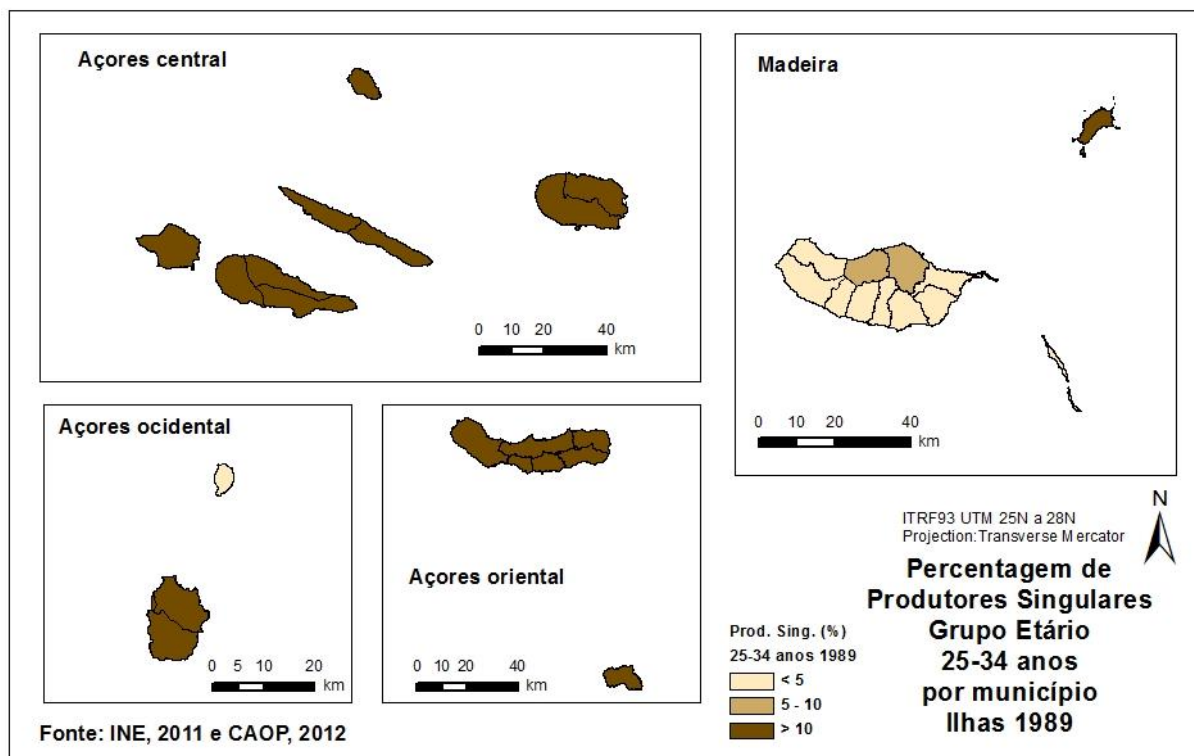 Açores central
0 10 20 40
km
Madeira
0 10 20 40
km
Açores ocidental
0 5 10 20
km
Açores oriental
0 10 20 40
km
N
ITRF93 UTM 25N a 28N
Projection:Transverse Mercator
Percentagem de
Produtores Singulares
Grupo Etário
25-34 anos
por município
Ilhas 1989
Prod. Sing. (%)
25-34 anos 1989
< 5
5 - 10
> 10
Fonte: INE, 2011 e CAOP, 2012